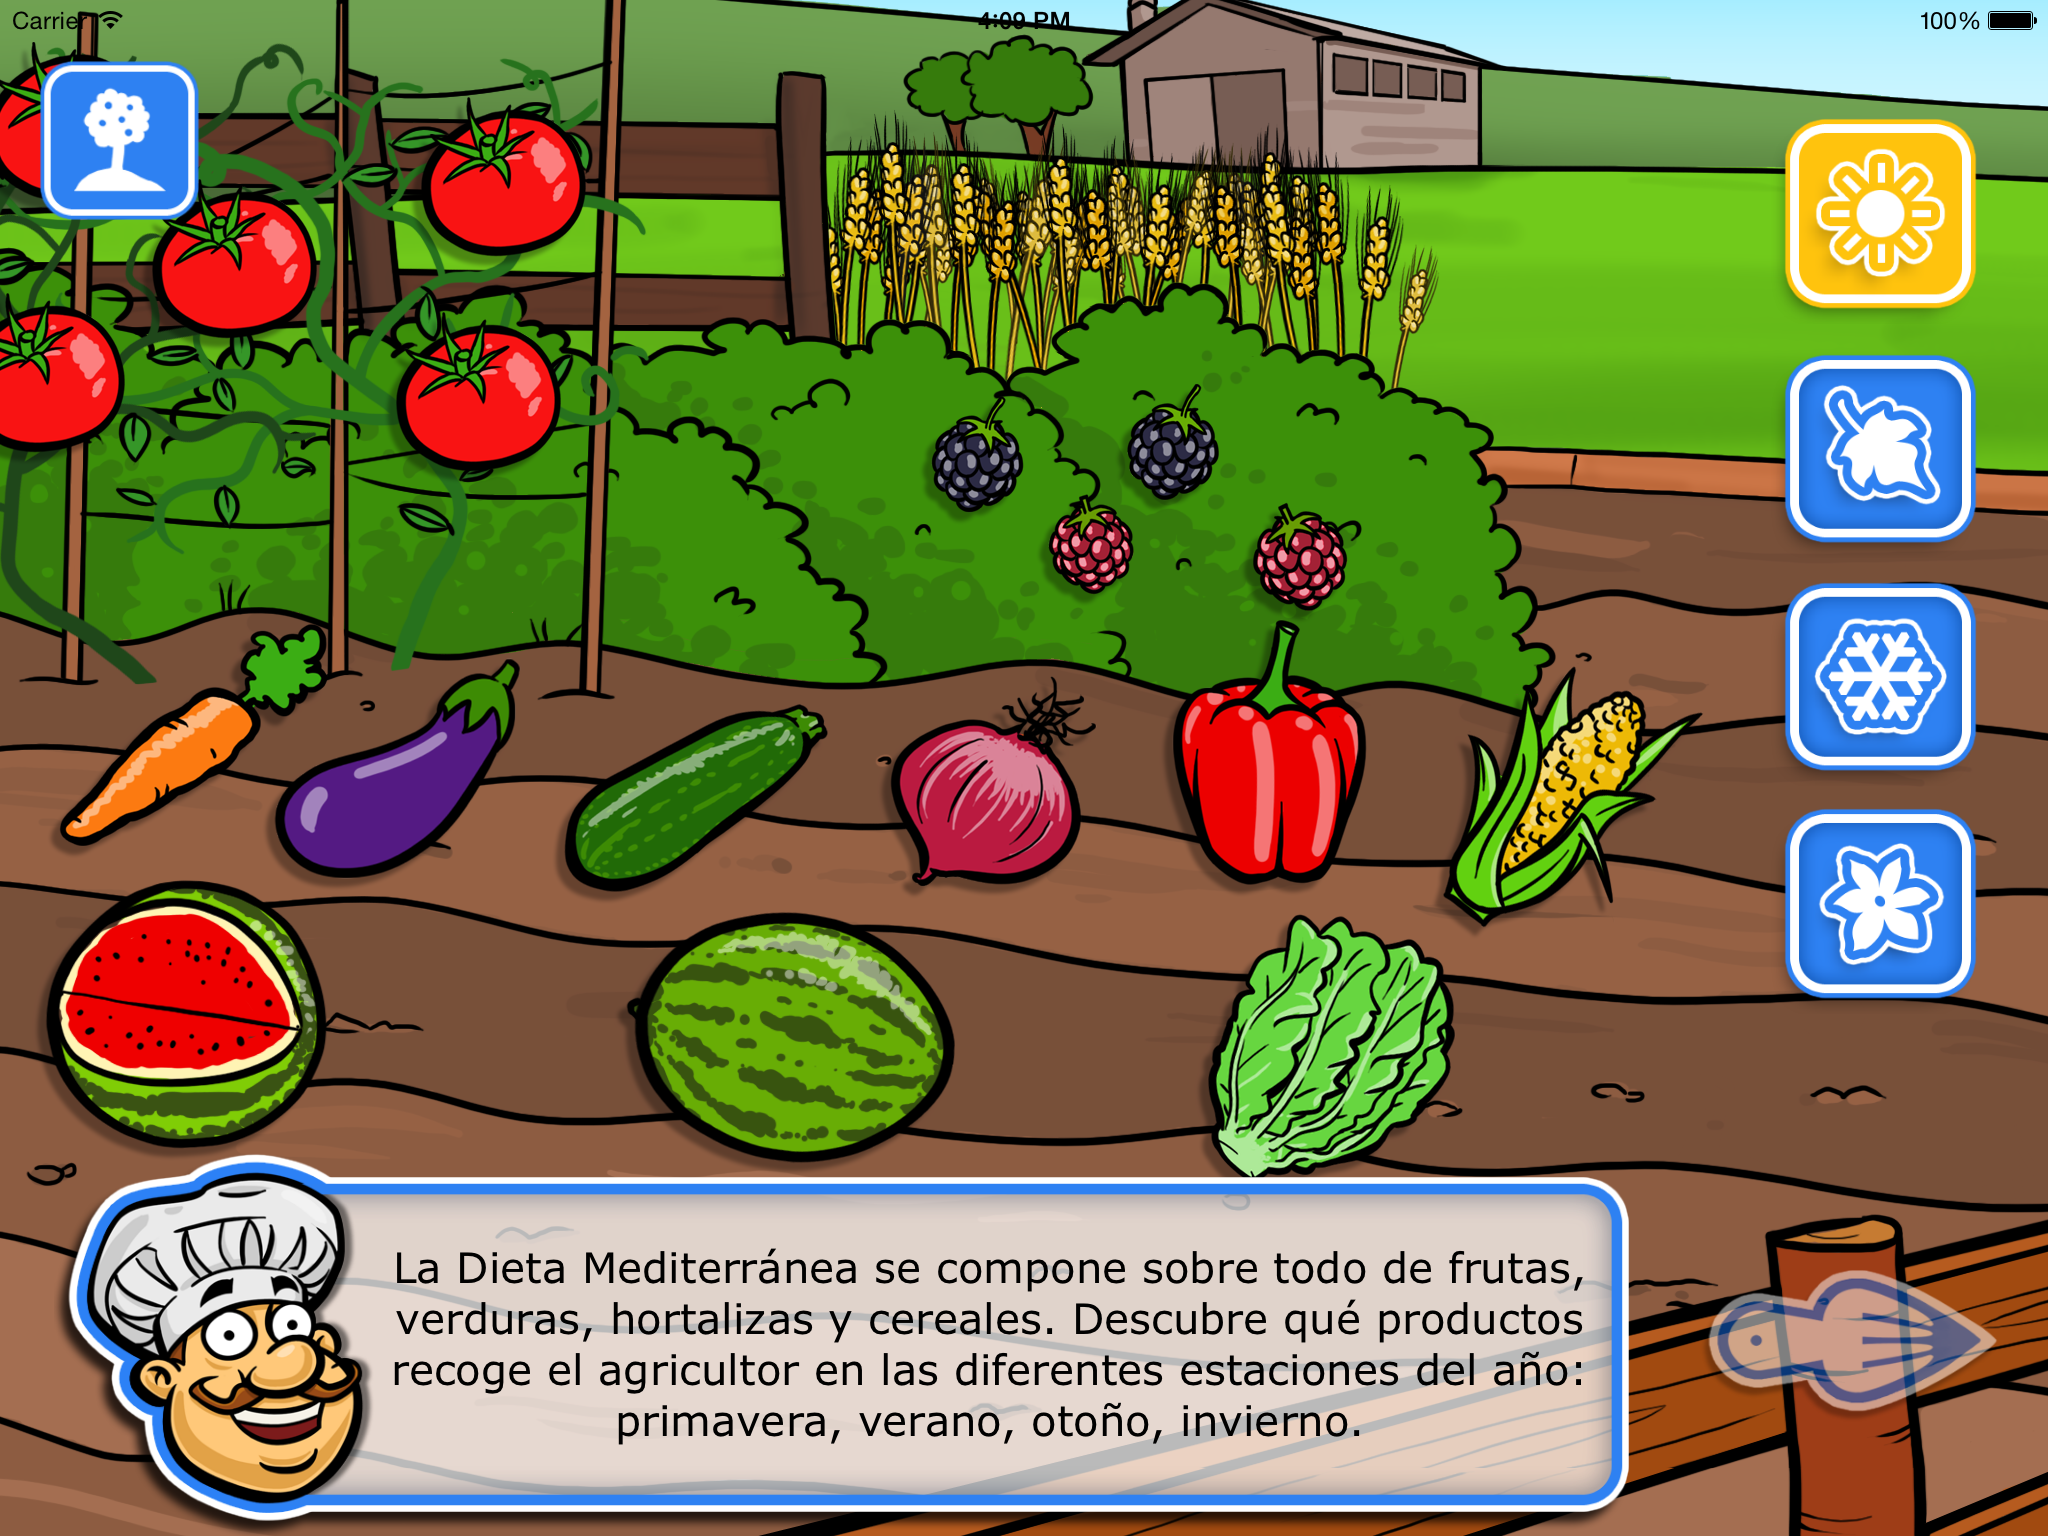 Carrier 4:09 PM 100%
La Dieta Mediterránea se compone sobre todo de frutas,
verduras, hortalizas y cereales. Descubre qué productos
recoge el agricultor en las diferentes estaciones del año:
primavera, verano, otoño, invierno.